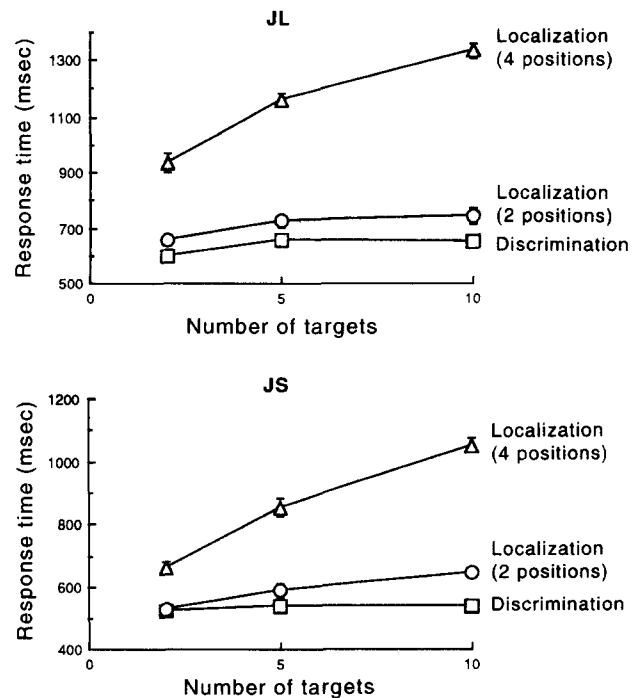 JL
Response time (msec)
1300
1100
900
700
500
0
5
10
Number of targets
Localization
(4 positions)
Localization
(2 positions)
Discrimination
JS
Response time (msec)
1200
1000
800
600
400
0
5
10
Number of targets
Localization
(4 positions)
Localization
(2 positions)
Discrimination